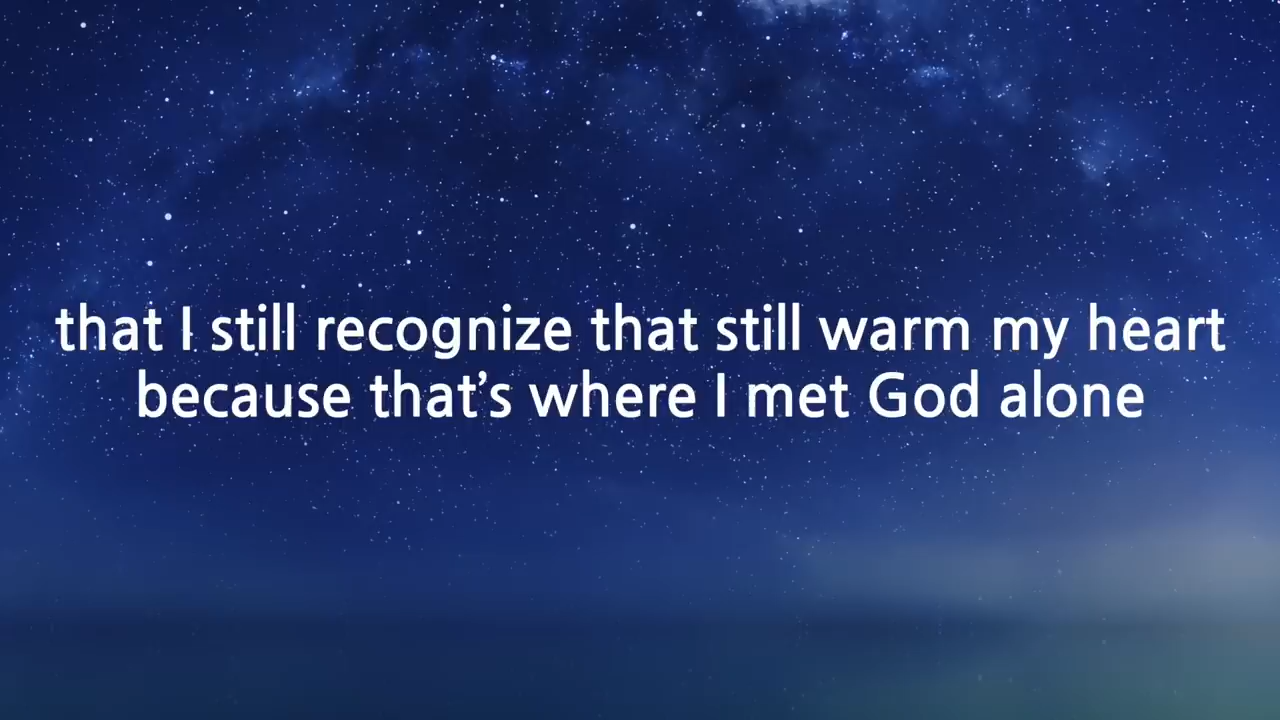 that I still recognize that still warm my heart
because that’s where I met God alone